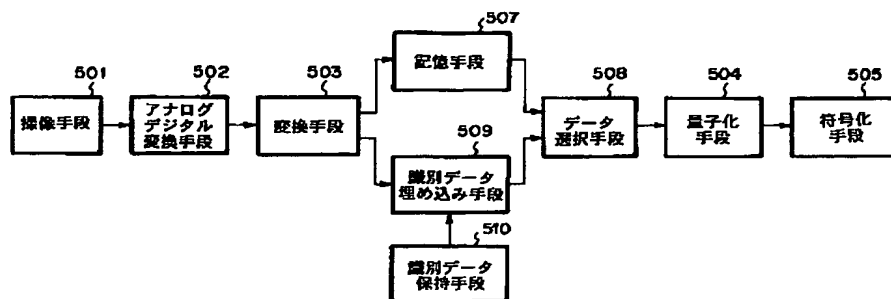 501
撮像手段
502
アナログ
デジタル
変換手段
503
変換手段
507
記憶手段
509
識別データ
埋め込み手段
510
識別データ
保持手段
508
データ
選択手段
504
量子化
手段
505
符号化
手段